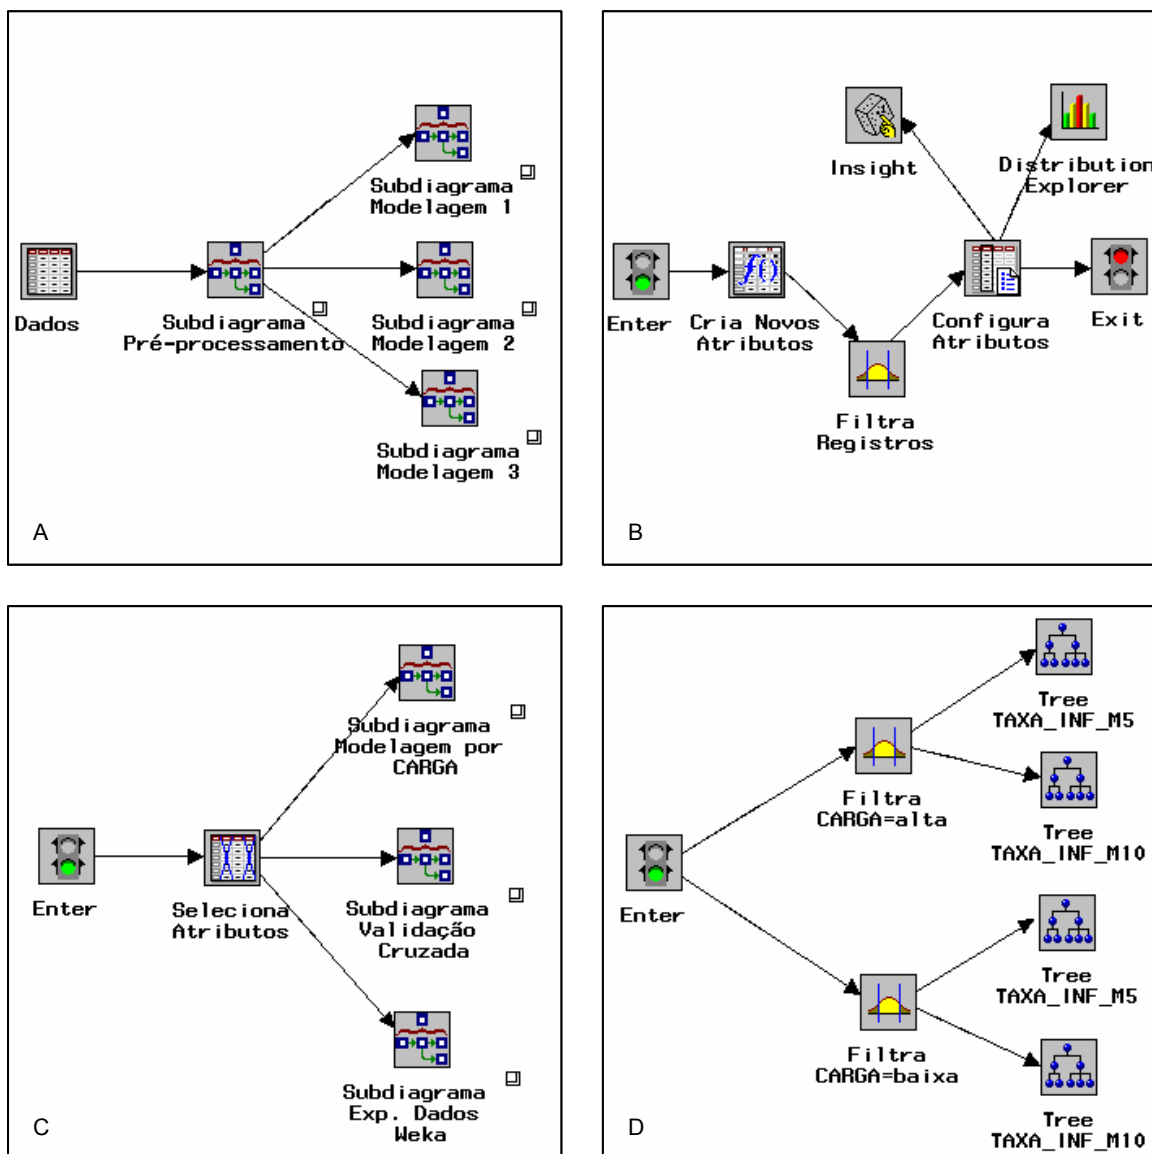 Subdiagrama
Modelagem 1
Dados
Subdiagrama
Pré-processamento
Subdiagrama
Modelagem 2
Subdiagrama
Modelagem 3
A
Insight
Distribution
Explorer
Enter
Cria Novos
Atributos
Configura
Atributos
Exit
Filtra
Registros
B
Subdiagrama
Modelagem por
CARGA
Enter
Seleciona
Atributos
Subdiagrama
Validação
Cruzada
Subdiagrama
Exp. Dados
Weka
C
Tree
TAXA_INF_M5
Filtra
CARGA=alta
Tree
TAXA_INF_M10
Enter
Tree
TAXA_INF_M5
Filtra
CARGA=baixa
Tree
TAXA_INF_M10
D